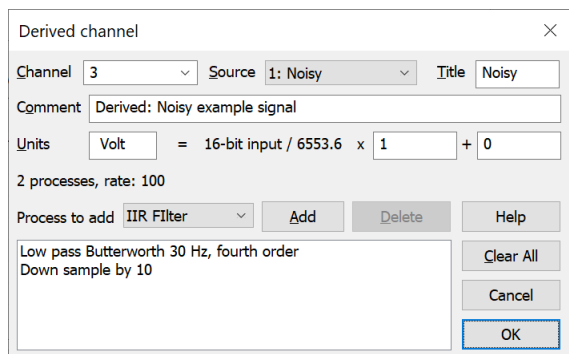 Derived channel
Channel 3 Source 1: Noisy Title Noisy
Comment Derived: Noisy example signal
Units Volt = 16-bit input / 6553.6 x 1 + 0
2 processes, rate: 100
Process to add IIR FIlter Add Delete Help
Low pass Butterworth 30 Hz, fourth order
Down sample by 10
Clear All
Cancel
OK